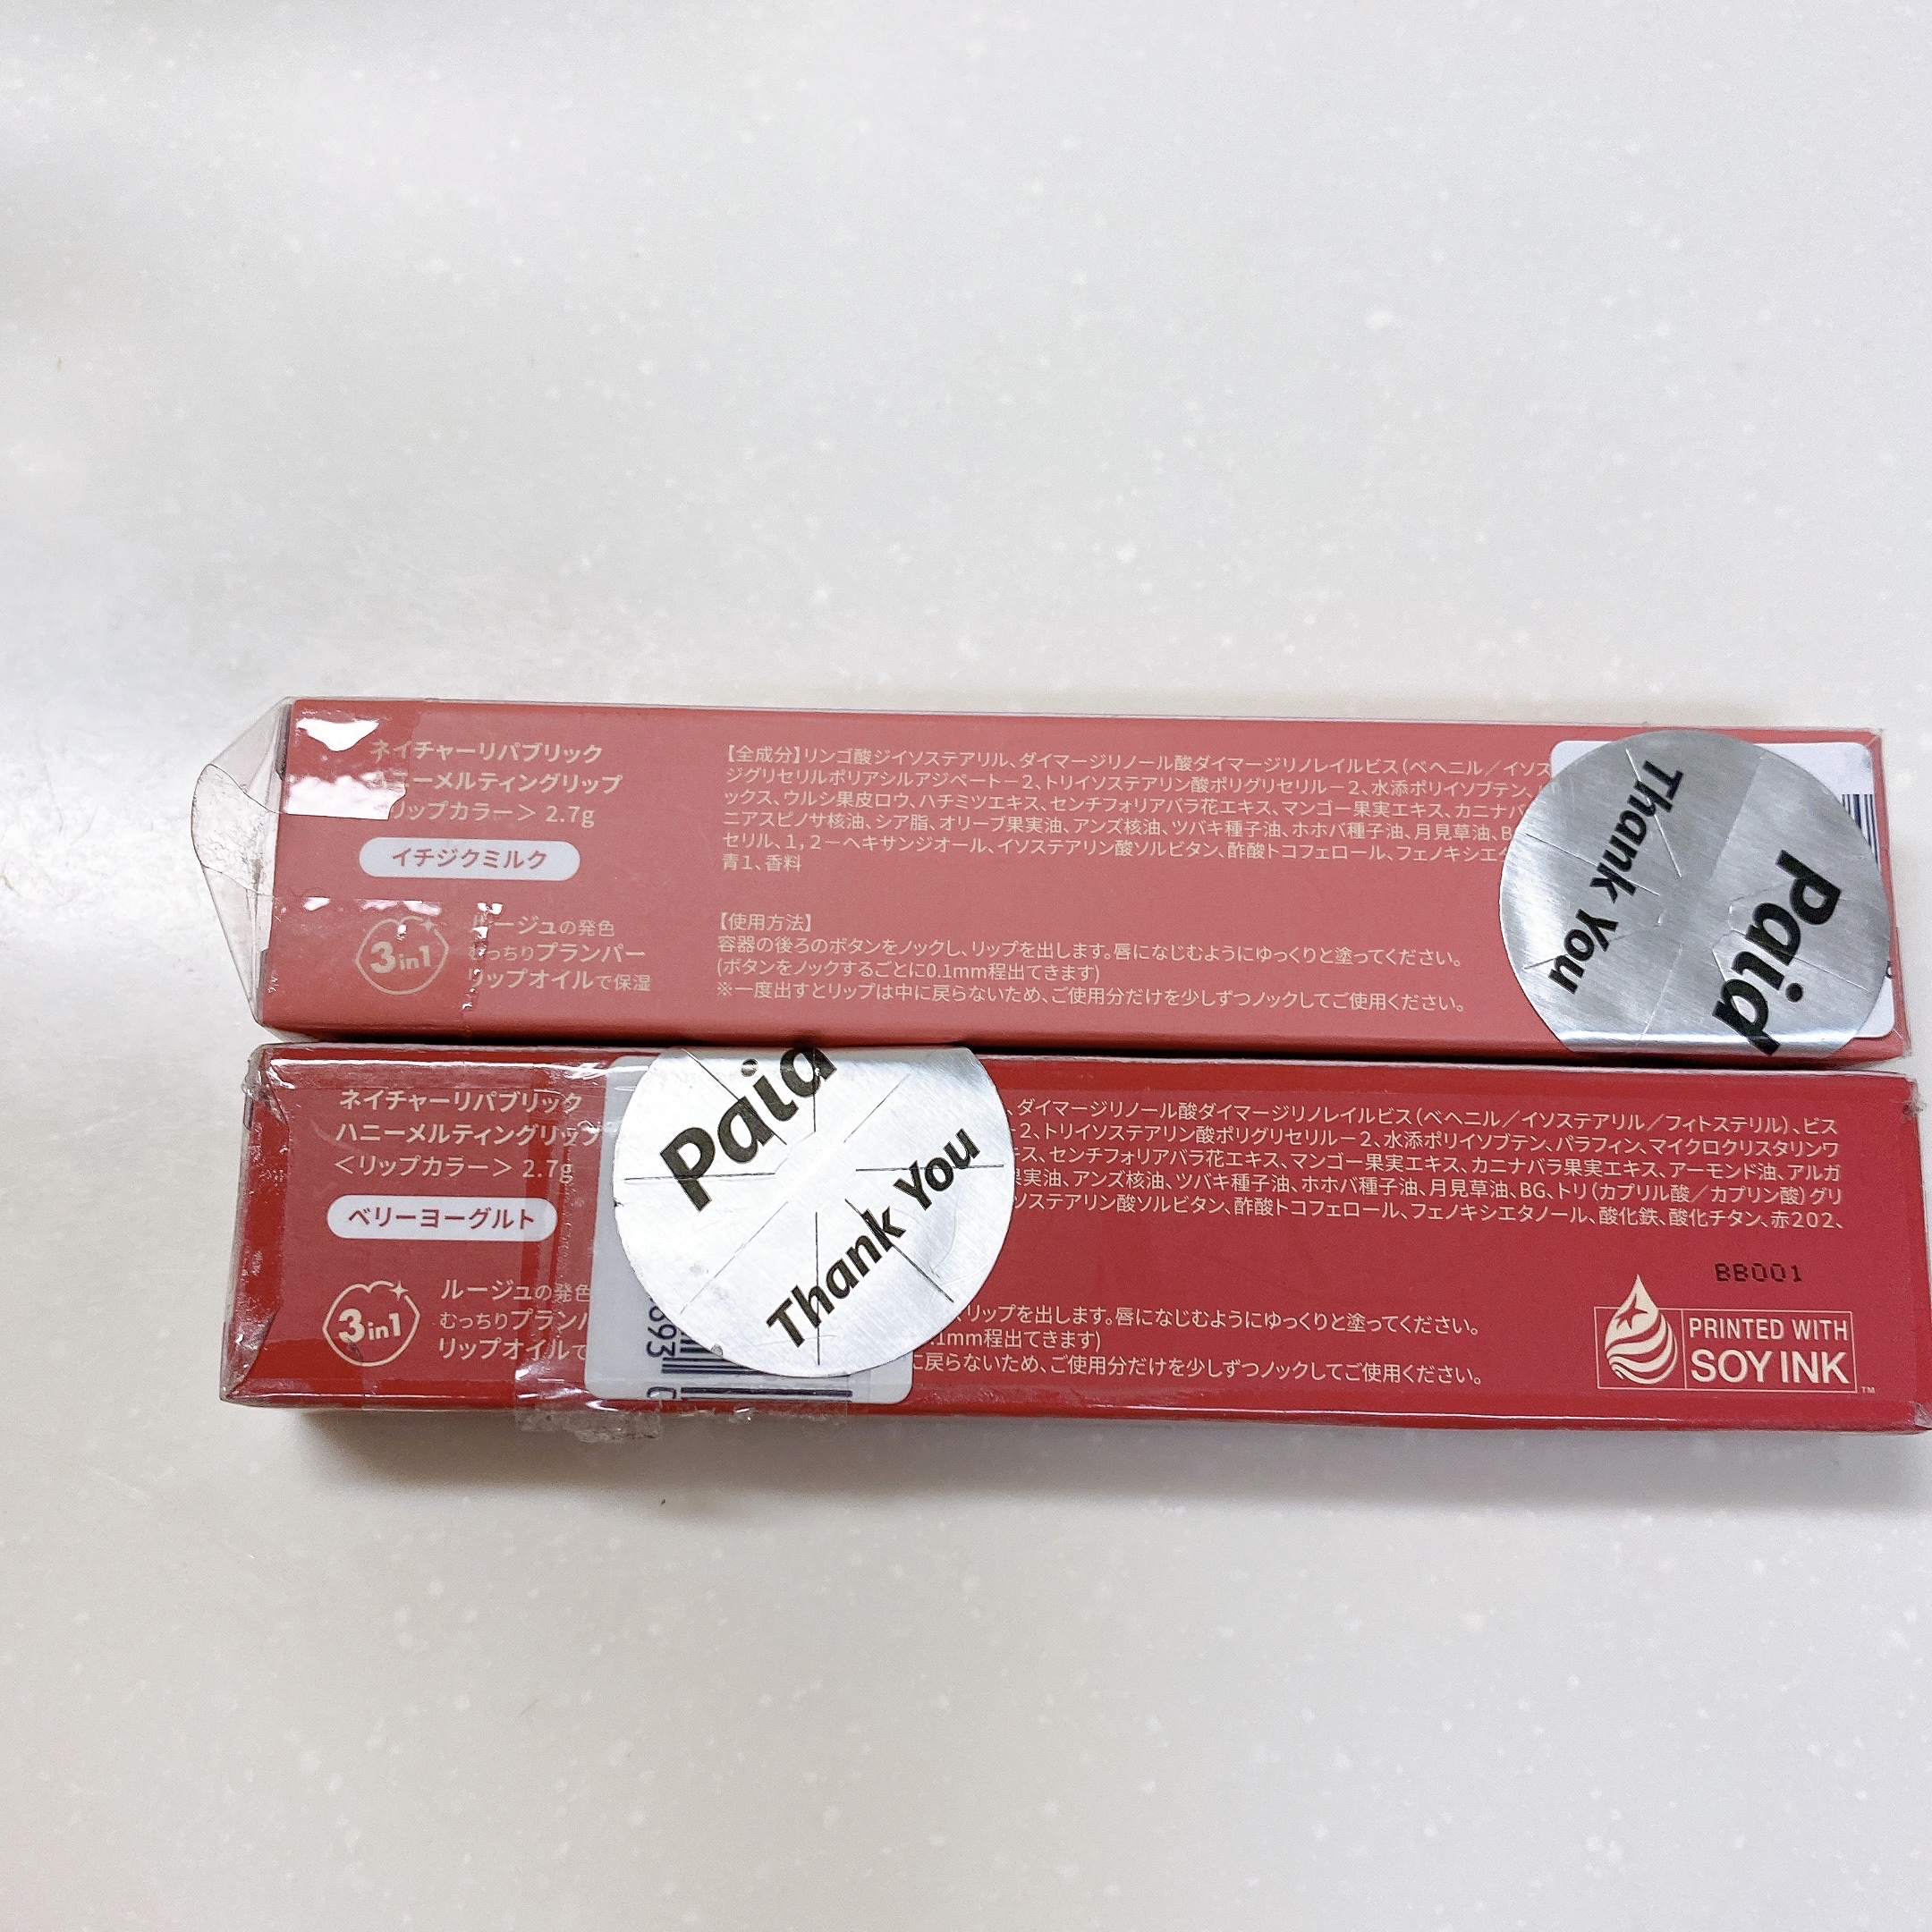 ネイチャーリパブリック
ハニーメルティングリップ
リップカラー＞ 2.7g
イチジクミルク
3in1
ルージュの発色
むっちりプランパー
リップオイルで保湿
【全成分】リンゴ酸ジイソステアリル、ダイマージリノール酸ダイマージリノレイルビス（ベヘニル／イソス
ジグリセリルポリアシルアジペート－2、トリイソステアリン酸ポリグリセリル－2、水添ポリイソブテン、
ックス、ウルシ果皮ロウ、ハチミツエキス、センチフォリアバラ花エキス、マンゴー果実エキス、カニナバ
ニアスピノサ核油、シア脂、オリーブ果実油、アンズ核油、ツバキ種子油、ホホバ種子油、月見草油、B
セリル、1，2－ヘキサンジオール、イソステアリン酸ソルビタン、酢酸トコフェロール、フェノキシエタ
青1、香料
【使用方法】
容器の後ろのボタンをノックし、リップを出します。唇になじむようにゆっくりと塗ってください。
(ボタンをノックするごとに0.1mm程出てきます)
※一度出すとリップは中に戻らないため、ご使用分だけを少しずつノックしてご使用ください。
Paid
Thank You
ネイチャーリパブリック
ハニーメルティングリップ
＜リップカラー＞ 2.7g
ベリーヨーグルト
3in1
ルージュの発色
むっちりプランパ
リップオイルで
Paid
Thank You
893
、ダイマージリノール酸ダイマージリノレイルビス（ベヘニル／イソステアリル／フィトステリル）、ビス
2、トリイソステアリン酸ポリグリセリル－2、水添ポリイソブテン、パラフィン、マイクロクリスタリンワ
ス、センチフォリアバラ花エキス、マンゴー果実エキス、カニナバラ果実エキス、アーモンド油、アルガ
果実油、アンズ核油、ツバキ種子油、ホホバ種子油、月見草油、BG、トリ（カプリル酸／カプリン酸）グリ
ソステアリン酸ソルビタン、酢酸トコフェロール、フェノキシエタノール、酸化鉄、酸化チタン、赤202、
リップを出します。唇になじむようにゆっくりと塗ってください。
.1mm程出てきます)
に戻らないため、ご使用分だけを少しずつノックしてご使用ください。
BB001
PRINTED WITH
SOY INK
™